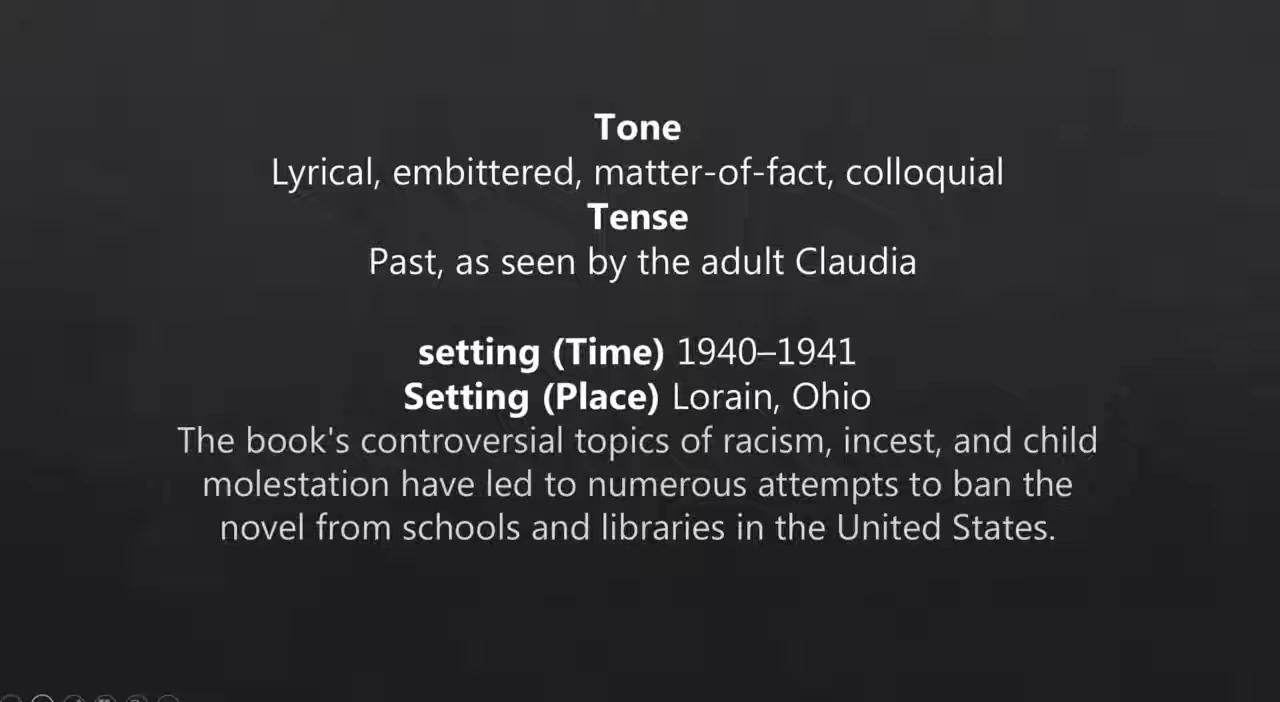 Tone
Lyrical, embittered, matter-of-fact, colloquial
Tense
Past, as seen by the adult Claudia
setting (Time) 1940–1941
Setting (Place) Lorain, Ohio
The book's controversial topics of racism, incest, and child
molestation have led to numerous attempts to ban the
novel from schools and libraries in the United States.